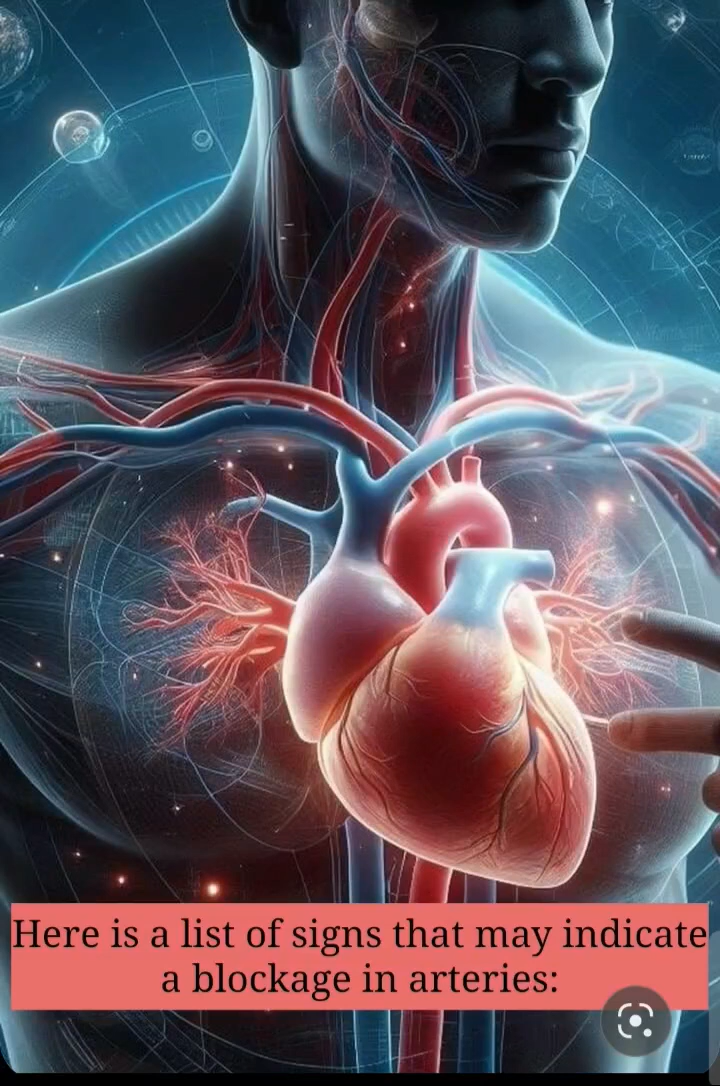 Here is a list of signs that may indicate
a blockage in arteries: